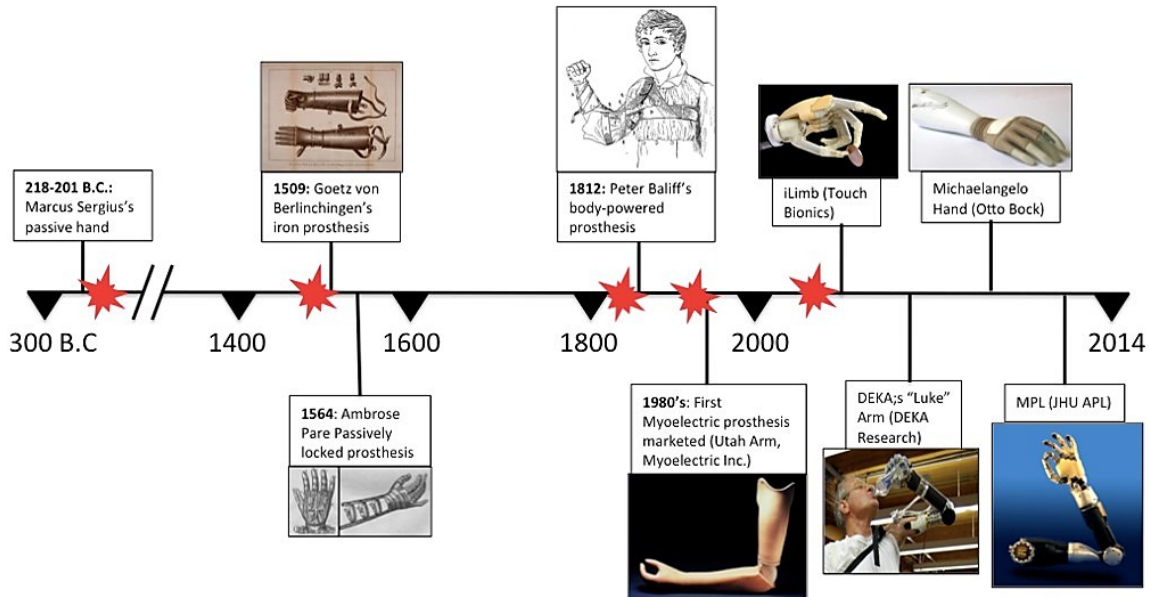 218-201 B.C.:
Marcus Sergius's
passive hand
1509: Goetz von
Berlinchingen's
iron prosthesis
1812: Peter Baliff's
body-powered
prosthesis
iLimb (Touch
Bionics)
Michaelangelo
Hand (Otto Bock)
300 B.C
1400
1600
1800
2000
2014
1564: Ambrose
Pare Passively
locked prosthesis
1980's: First
Myoelectric prosthesis
marketed (Utah Arm,
Myoelectric Inc.)
DEKA;s "Luke"
Arm (DEKA
Research)
MPL (JHU APL)